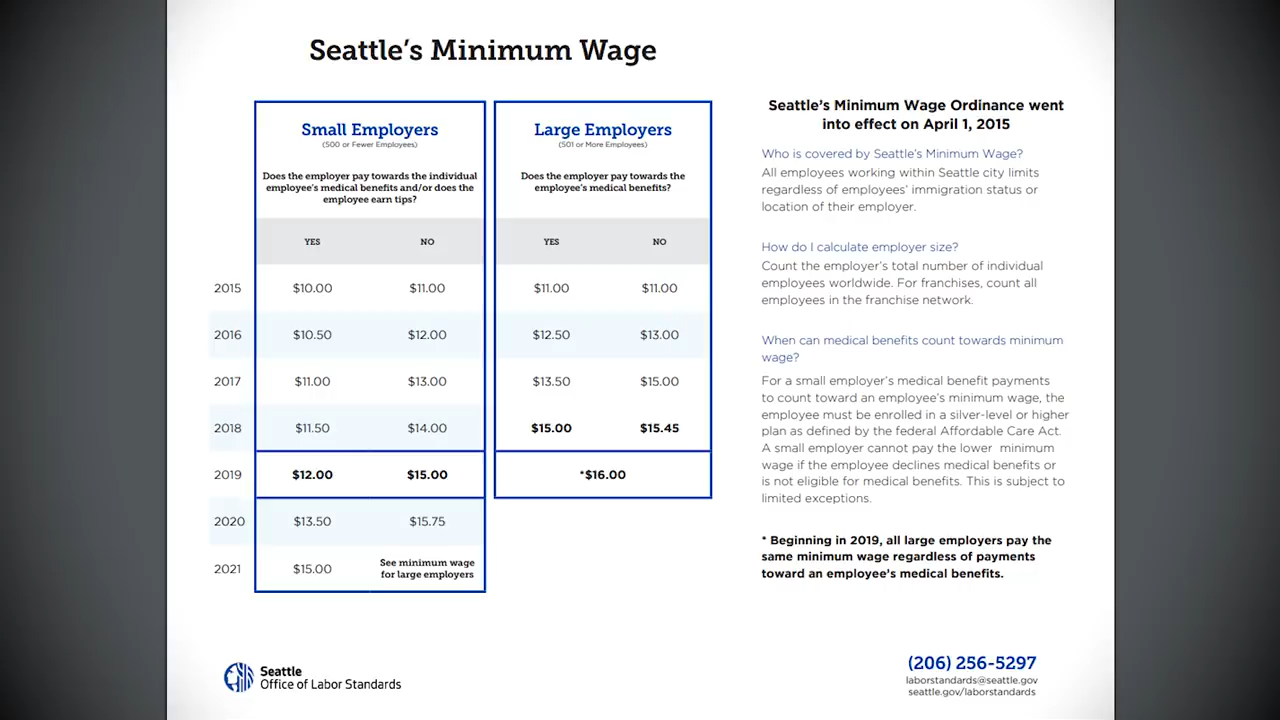 Seattle's Minimum Wage
Small Employers
(500 or Fewer Employees)
Does the employer pay towards the individual
employee's medical benefits and/or does the
employee earn tips?
YES NO
Large Employers
(501 or More Employees)
Does the employer pay towards the
employee's medical benefits?
YES NO
2015 $10.00 $11.00 $11.00 $11.00
2016 $10.50 $12.00 $12.50 $13.00
2017 $11.00 $13.00 $13.50 $15.00
2018 $11.50 $14.00 $15.00 $15.45
2019 $12.00 $15.00 *$16.00
2020 $13.50 $15.75
2021 $15.00 See minimum wage
for large employers
Seattle's Minimum Wage Ordinance went
into effect on April 1, 2015
Who is covered by Seattle's Minimum Wage?
All employees working within Seattle city limits
regardless of employees' immigration status or
location of their employer.
How do I calculate employer size?
Count the employer's total number of individual
employees worldwide. For franchises, count all
employees in the franchise network.
When can medical benefits count towards minimum
wage?
For a small employer's medical benefit payments
to count toward an employee's minimum wage, the
employee must be enrolled in a silver-level or higher
plan as defined by the federal Affordable Care Act.
A small employer cannot pay the lower minimum
wage if the employee declines medical benefits or
is not eligible for medical benefits. This is subject to
limited exceptions.
* Beginning in 2019, all large employers pay the
same minimum wage regardless of payments
toward an employee's medical benefits.
Seattle
Office of Labor Standards
(206) 256-5297
laborstandards@seattle.gov
seattle.gov/laborstandards